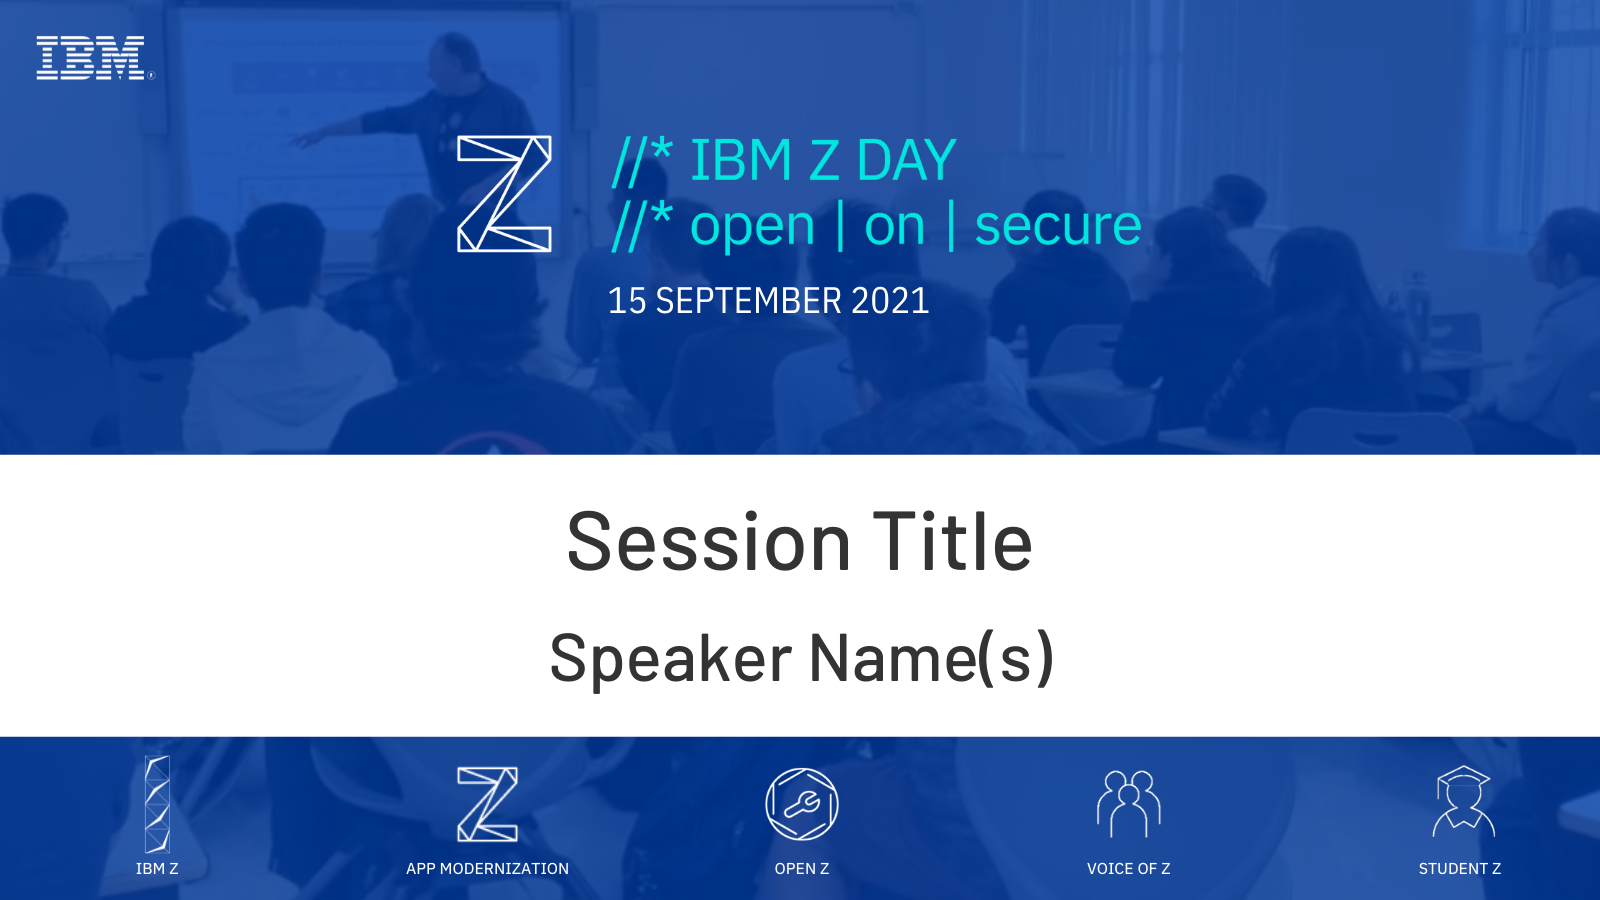 IBM®
//* IBM Z DAY
//* open | on | secure
15 SEPTEMBER 2021
Session Title
Speaker Name(s)
IBM Z
APP MODERNIZATION
OPEN Z
VOICE OF Z
STUDENT Z